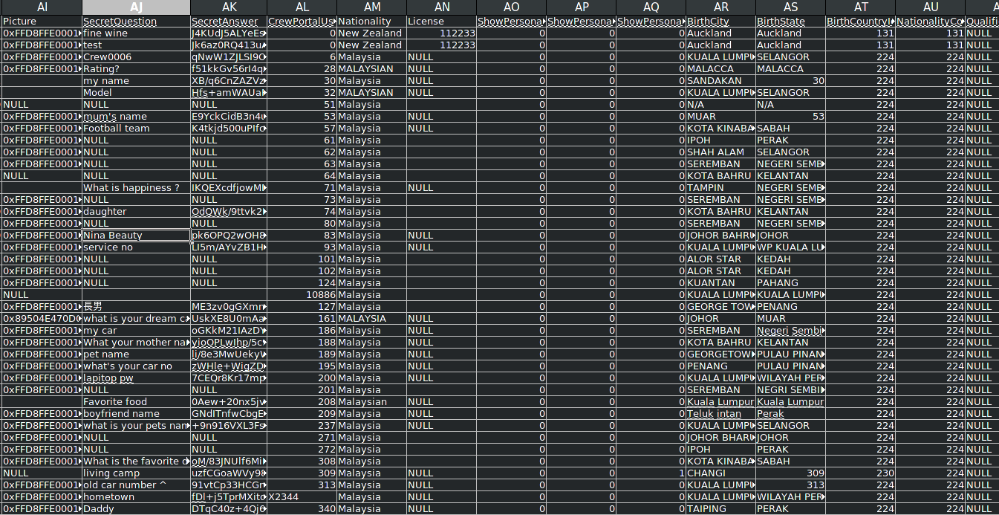 AI AJ AK AL AM AN AO AP AQ AR AS AT AU
Picture SecretQuestion SecretAnswer CrewPortalUs Nationality License ShowPersona ShowPersona ShowPersona BirthCity BirthState BirthCountryI NationalityCo Qualifi
0xFFD8FFE0001 fine wine J4KUdJ5ALYeEs 0 New Zealand 112233 0 0 0 Auckland Auckland 131 131 NULL
0xFFD8FFE0001 test Jk6az0RQ413u 0 New Zealand 112233 0 0 0 Auckland Auckland 131 131 NULL
0xFFD8FFE0001 Crew0006 qNwW1ZJLSI9O 6 Malaysia NULL 0 0 0 KUALA LUMPU SELANGOR 224 224 NULL
0xFFD8FFE0001 Rating? f51kkGv56rI4q 28 MALAYSIAN NULL 0 0 0 MALACCA MALACCA 224 224 NULL
my name XB/q6CnZAZVz 30 Malaysia NULL 0 0 0 SANDAKAN 30 224 224 NULL
Model Hfs+amWAUa 32 MALAYSIAN NULL 0 0 0 KUALA LUMPU SELANGOR 224 224 NULL
NULL NULL NULL 51 Malaysia 0 0 0 N/A N/A 224 224 NULL
0xFFD8FFE0001 mum's name E9YckCidB3n4 53 Malaysia NULL 0 0 0 MUAR 53 224 224 NULL
0xFFD8FFE0001 Football team K4tkjd500uPIfo 57 Malaysia NULL 0 0 0 KOTA KINABA SABAH 224 224 NULL
0xFFD8FFE0001 NULL NULL 61 Malaysia 0 0 0 IPOH PERAK 224 224 NULL
0xFFD8FFE0001 NULL NULL 62 Malaysia 0 0 0 SHAH ALAM SELANGOR 224 224 NULL
0xFFD8FFE0001 NULL NULL 63 Malaysia 0 0 0 SEREMBAN NEGERI SEMB 224 224 NULL
NULL NULL NULL 64 Malaysia 0 0 0 KOTA BAHRU KELANTAN 224 224 NULL
What is happiness ? IKQEXcdfjowM 71 Malaysia NULL 0 0 0 TAMPIN NEGERI SEMB 224 224 NULL
0xFFD8FFE0001 NULL NULL 73 Malaysia 0 0 0 SEREMBAN NEGERI SEMB 224 224 NULL
0xFFD8FFE0001 daughter OdQWk/9ttvk2 74 Malaysia 0 0 0 KOTA BAHRU KELANTAN 224 224 NULL
0xFFD8FFE0001 NULL NULL 80 Malaysia 0 0 0 SEREMBAN NEGERI SEMB 224 224 NULL
0xFFD8FFE0001 Nina Beauty pk6OPQ2wOH8 83 Malaysia NULL 0 0 0 JOHOR BAHRU JOHOR 224 224 NULL
0xFFD8FFE0001 service no LI5m/AYvZB1H 93 Malaysia NULL 0 0 0 KUALA LUMPU WP KUALA LU 224 224 NULL
0xFFD8FFE0001 NULL NULL 101 Malaysia 0 0 0 ALOR STAR KEDAH 224 224 NULL
0xFFD8FFE0001 NULL NULL 102 Malaysia 0 0 0 ALOR STAR KEDAH 224 224 NULL
0xFFD8FFE0001 NULL NULL 124 Malaysia 0 0 0 KUANTAN PAHANG 224 224 NULL
NULL 10886 Malaysia 0 0 0 KUALA LUMPU KUALA LUMPU 224 224 NULL
0xFFD8FFE0001 長男 ME3zv0gGXmr 127 Malaysia 0 0 0 GEORGE TOW PENANG 224 224 NULL
0x89504E470D0 what is your dream ca UskXE8U0mAa 161 MALAYSIA NULL 0 0 0 JOHOR MUAR 224 224 NULL
0xFFD8FFE0001 my car oGKkM21IAzDY 186 Malaysia NULL 0 0 0 SEREMBAN Negeri Sembi 224 224 NULL
0xFFD8FFE0001 What your mother na yioOPLwIhp/5c 188 Malaysia NULL 0 0 0 KOTA BAHRU KELANTAN 224 224 NULL
0xFFD8FFE0001 pet name li/8e3MwUeky 189 Malaysia NULL 0 0 0 GEORGETOW PULAU PINAN 224 224 NULL
0xFFD8FFE0001 what's your car no zWHle+WigZD 195 Malaysia NULL 0 0 0 PENANG PULAU PINAN 224 224 NULL
0xFFD8FFE0001 lapitop pw 7CEQr8Kr17mp 200 Malaysia NULL 0 0 0 KUALA LUMPU WILAYAH PER 224 224 NULL
0xFFD8FFE0001 NULL NULL 201 Malaysia 0 0 0 SEREMBAN NEGRI SEMBI 224 224 NULL
Favorite food 0Aew+20nx5jv 208 Malaysian NULL 0 0 0 Kuala Lumpur Kuala Lumpur 224 224 NULL
0xFFD8FFE0001 boyfriend name GNdITnfwCbgE 209 Malaysia NULL 0 0 0 Teluk intan Perak 224 224 NULL
0xFFD8FFE0001 what is your pets nam +9n916VXL3Fs 237 Malaysia NULL 0 0 0 KUALA LUMPU SELANGOR 224 224 NULL
0xFFD8FFE0001 NULL NULL 271 Malaysia 0 0 0 JOHOR BHARU JOHOR 224 224 NULL
0xFFD8FFE0001 NULL NULL 272 Malaysia 0 0 0 IPOH PERAK 224 224 NULL
0xFFD8FFE0001 What is the favorite d oM/83JNUlf6Mi 308 Malaysia 0 0 0 KOTA KINABA SABAH 224 224 NULL
NULL living camp uzfCGoaWVy98 309 Malaysia NULL 0 0 1 CHANGI 309 230 224 NULL
0xFFD8FFE0001 old car number ^ 91vtCp33HCGr 313 Malaysia NULL 0 0 0 KUALA LUMPU 313 224 224 NULL
0xFFD8FFE0001 hometown fDl+j5TprMXito X2344 Malaysia NULL 0 0 0 KUALA LUMPU WILAYAH PER 224 224 NULL
0xFFD8FFE0001 Daddy DTqC40z+4Qj6 340 Malaysia NULL 0 0 0 TAIPING PERAK 224 224 NULL